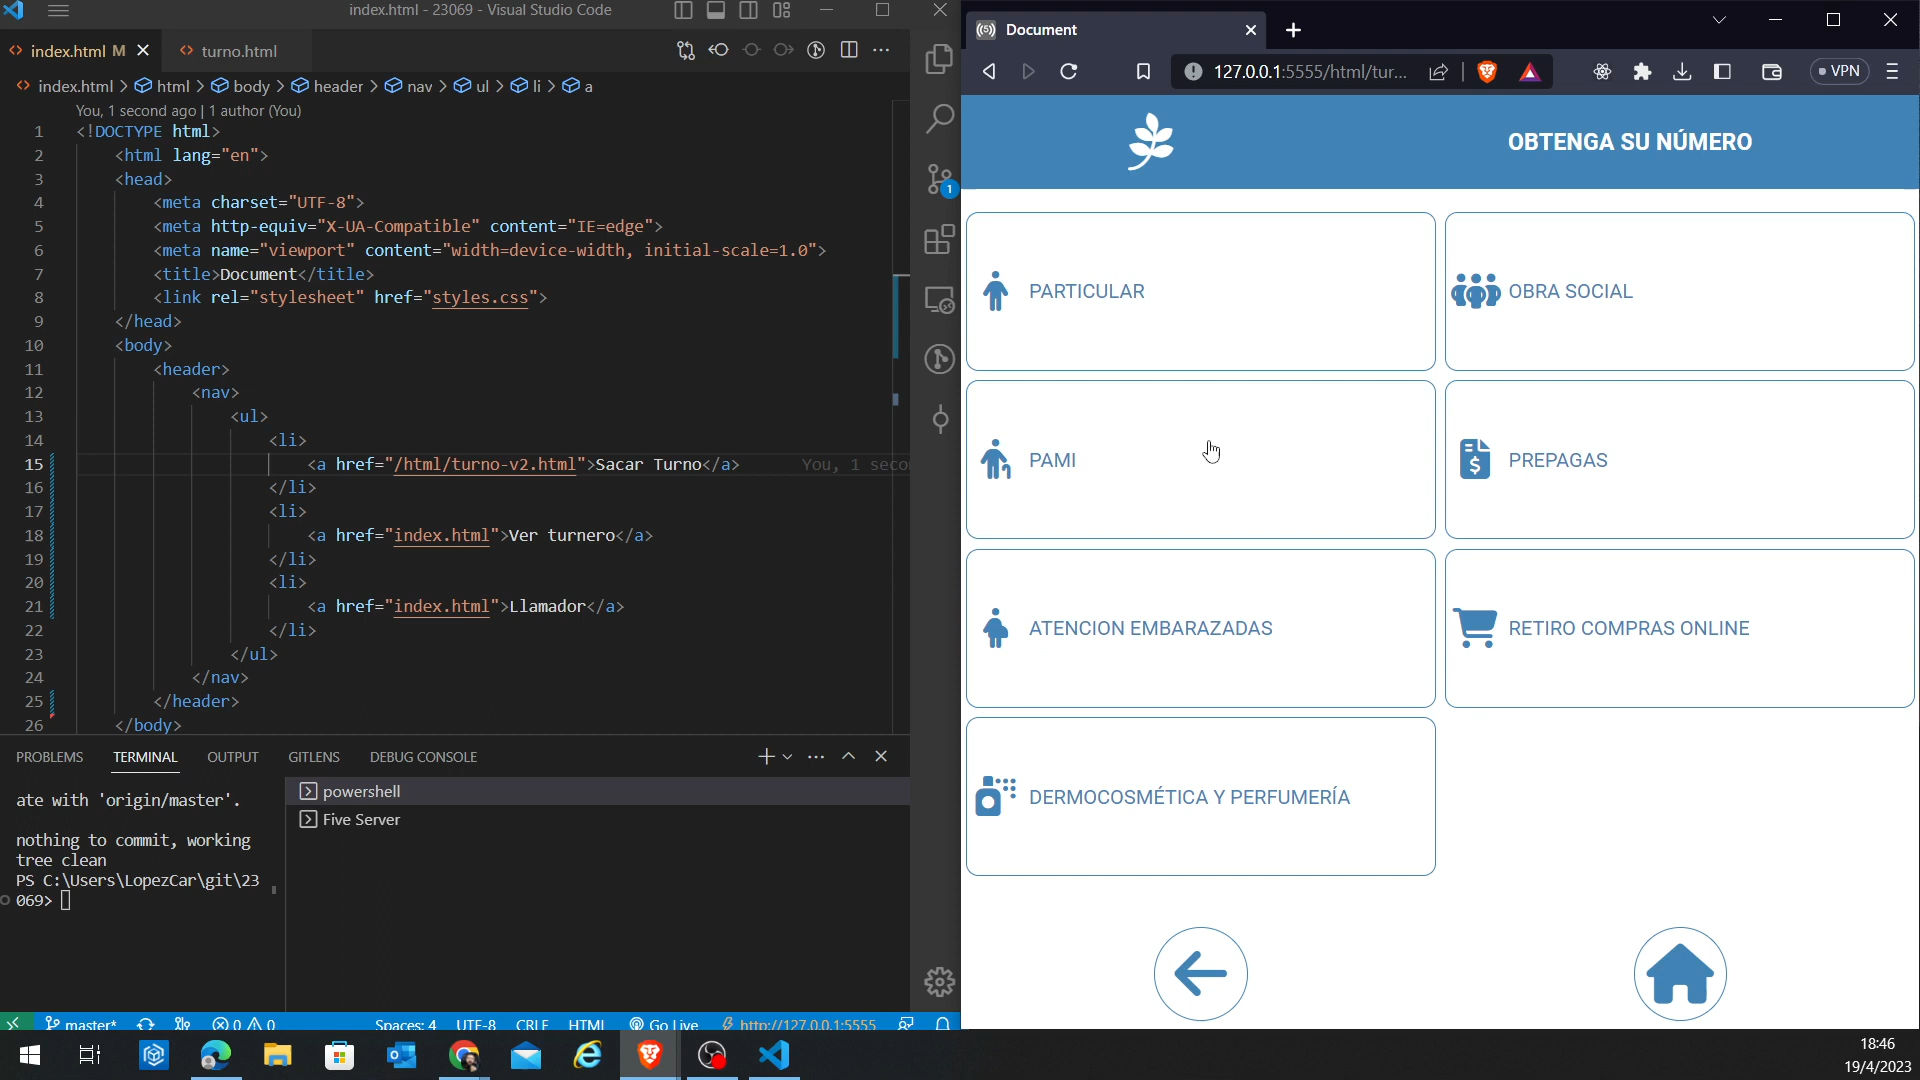 index.html - 23069 - Visual Studio Code
index.html M
turno.html
index.html > html > body > header > nav > ul > li > a
You, 1 second ago | 1 author (You)
1 <!DOCTYPE html>
2 <html lang="en">
3 <head>
4 <meta charset="UTF-8">
5 <meta http-equiv="X-UA-Compatible" content="IE=edge">
6 <meta name="viewport" content="width=device-width, initial-scale=1.0">
7 <title>Document</title>
8 <link rel="stylesheet" href="styles.css">
9 </head>
10 <body>
11 <header>
12 <nav>
13 <ul>
14 <li>
15 <a href="/html/turno-v2.html">Sacar Turno</a> You, 1 seco
16 </li>
17 <li>
18 <a href="index.html">Ver turnero</a>
19 </li>
20 <li>
21 <a href="index.html">Llamador</a>
22 </li>
23 </ul>
24 </nav>
25 </header>
26 </body>
PROBLEMS TERMINAL OUTPUT GITLENS DEBUG CONSOLE
ate with 'origin/master'.
nothing to commit, working
tree clean
PS C:\Users\LopezCar\git\23
069>
powershell
Five Server
master* 0 0 Spaces: 4 UTF-8 CRLF HTML Go Live http://127.0.0.1:5555
1
Document
127.0.0.1:5555/html/tur...
VPN
OBTENGA SU NÚMERO
PARTICULAR
OBRA SOCIAL
PAMI
PREPAGAS
ATENCION EMBARAZADAS
RETIRO COMPRAS ONLINE
DERMOCOSMÉTICA Y PERFUMERÍA
18:46
19/4/2023